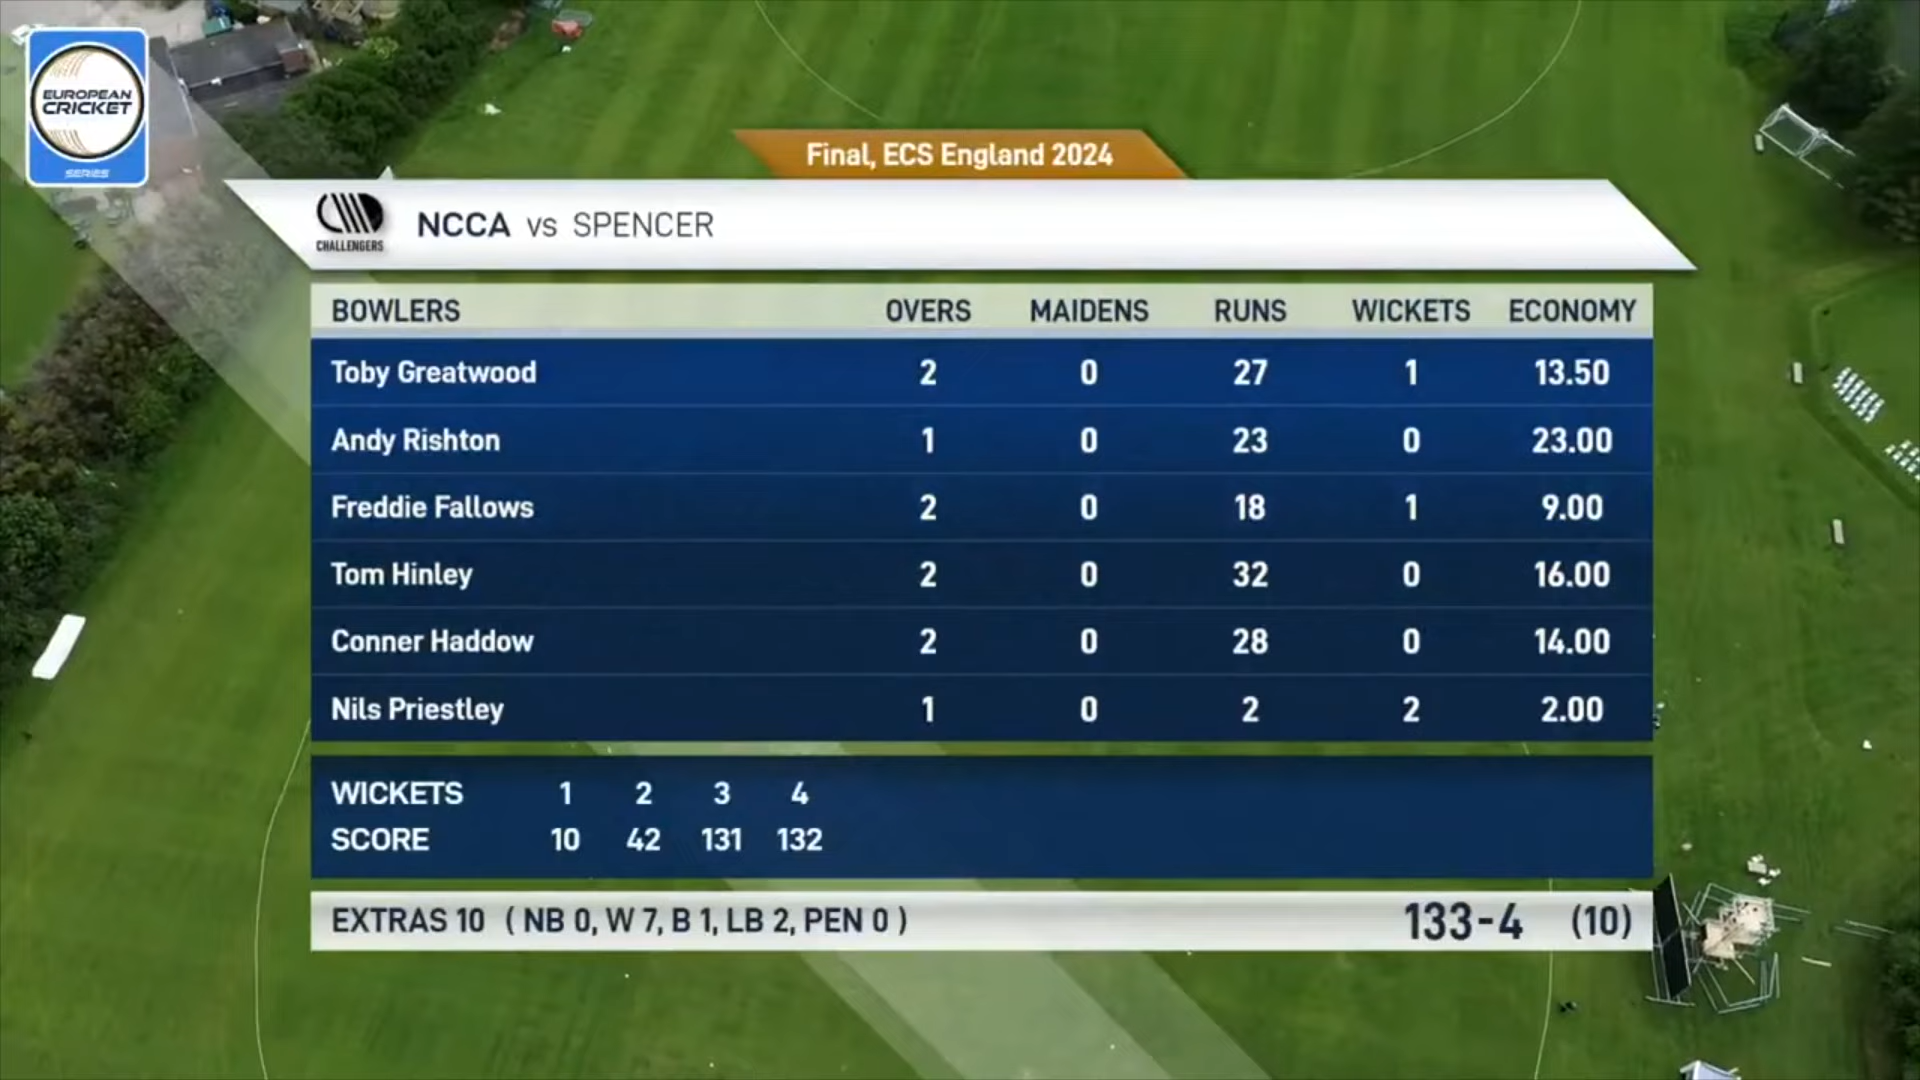 EUROPEAN
CRICKET
SERIES
Final, ECS England 2024
CHALLENGERS
NCCA vs SPENCER
BOWLERS OVERS MAIDENS RUNS WICKETS ECONOMY
Toby Greatwood 2 0 27 1 13.50
Andy Rishton 1 0 23 0 23.00
Freddie Fallows 2 0 18 1 9.00
Tom Hinley 2 0 32 0 16.00
Conner Haddow 2 0 28 0 14.00
Nils Priestley 1 0 2 2 2.00
WICKETS 1 2 3 4
SCORE 10 42 131 132
EXTRAS 10 ( NB 0, W 7, B 1, LB 2, PEN 0 ) 133-4 (10)